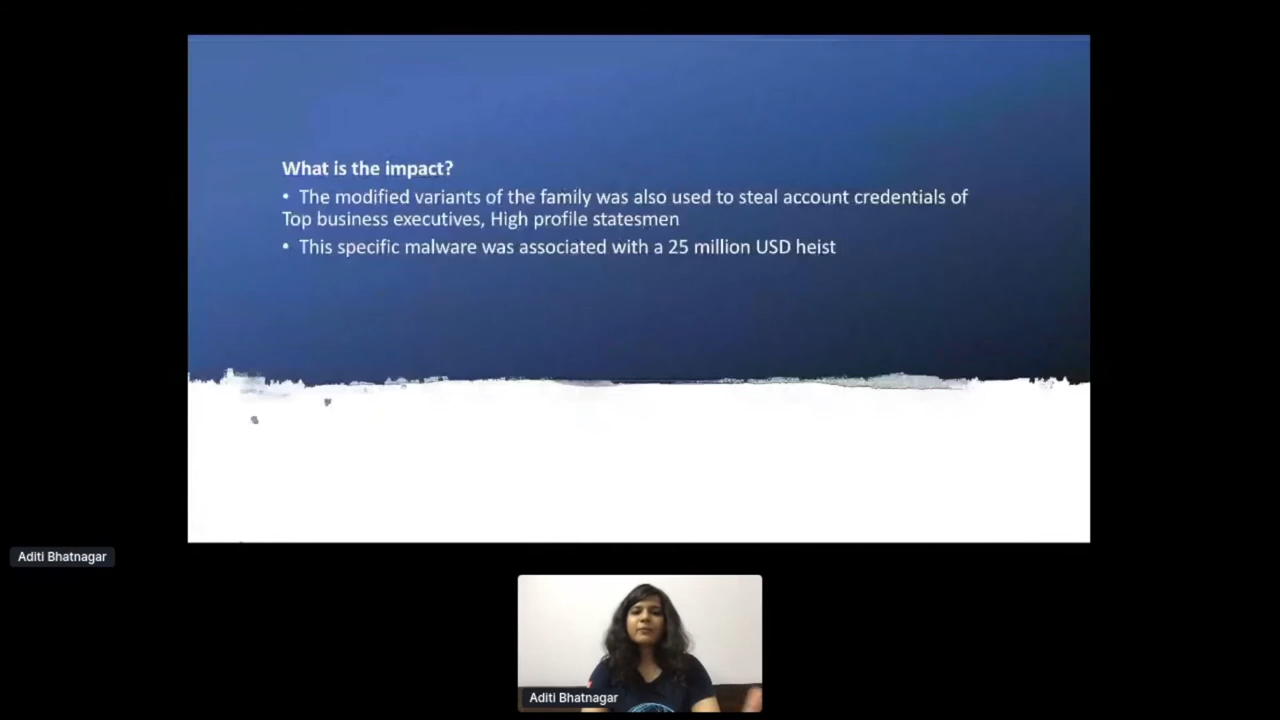 What is the impact?
• The modified variants of the family was also used to steal account credentials of
Top business executives, High profile statesmen
• This specific malware was associated with a 25 million USD heist
Aditi Bhatnagar
Aditi Bhatnagar